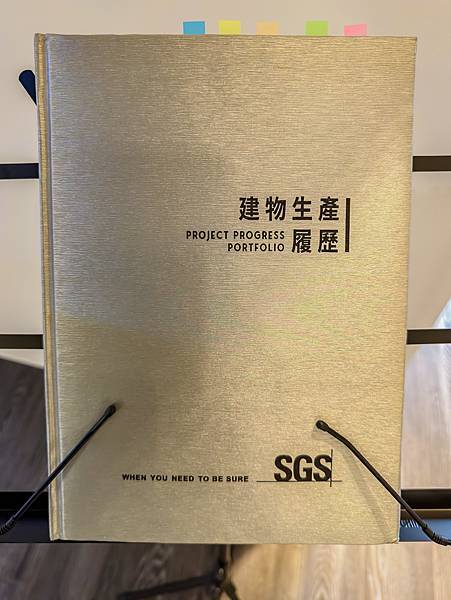 建物生產
PROJECT PROGRESS
PORTFOLIO 履歷
WHEN YOU NEED TO BE SURE SGS